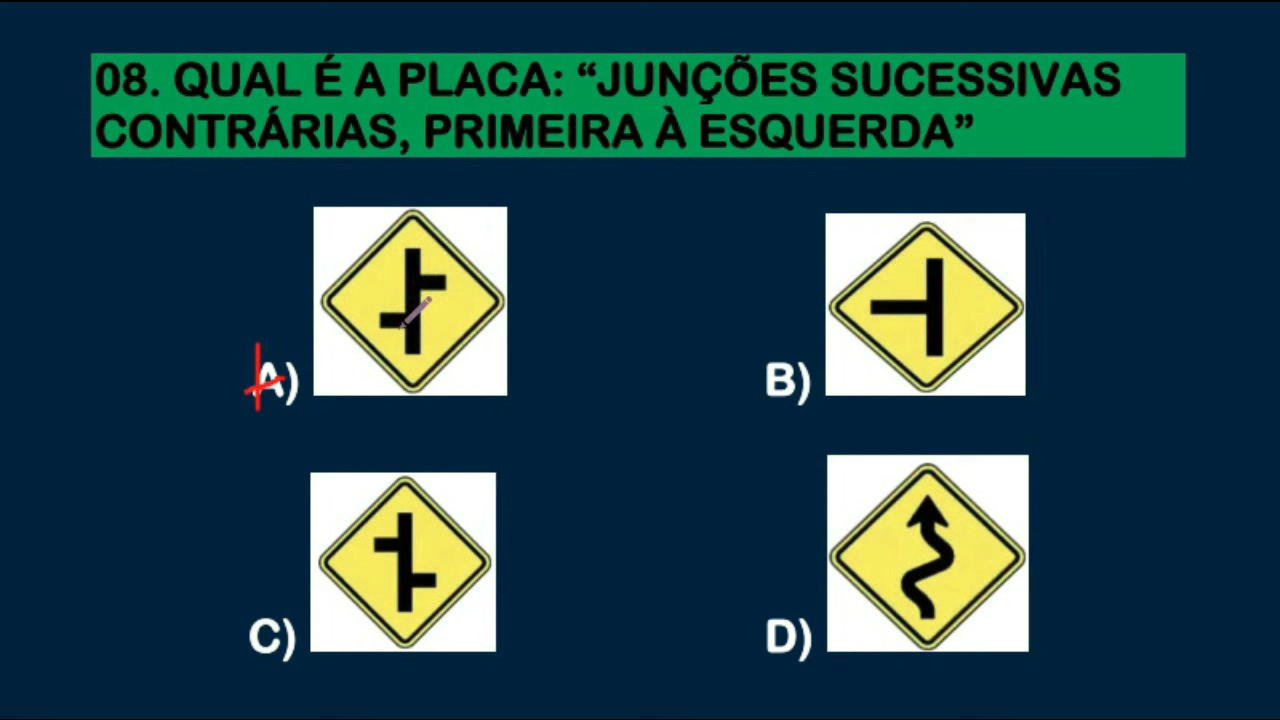 08. QUAL É A PLACA: “JUNÇÕES SUCESSIVAS
CONTRÁRIAS, PRIMEIRA À ESQUERDA”
A)
B)
C)
D)